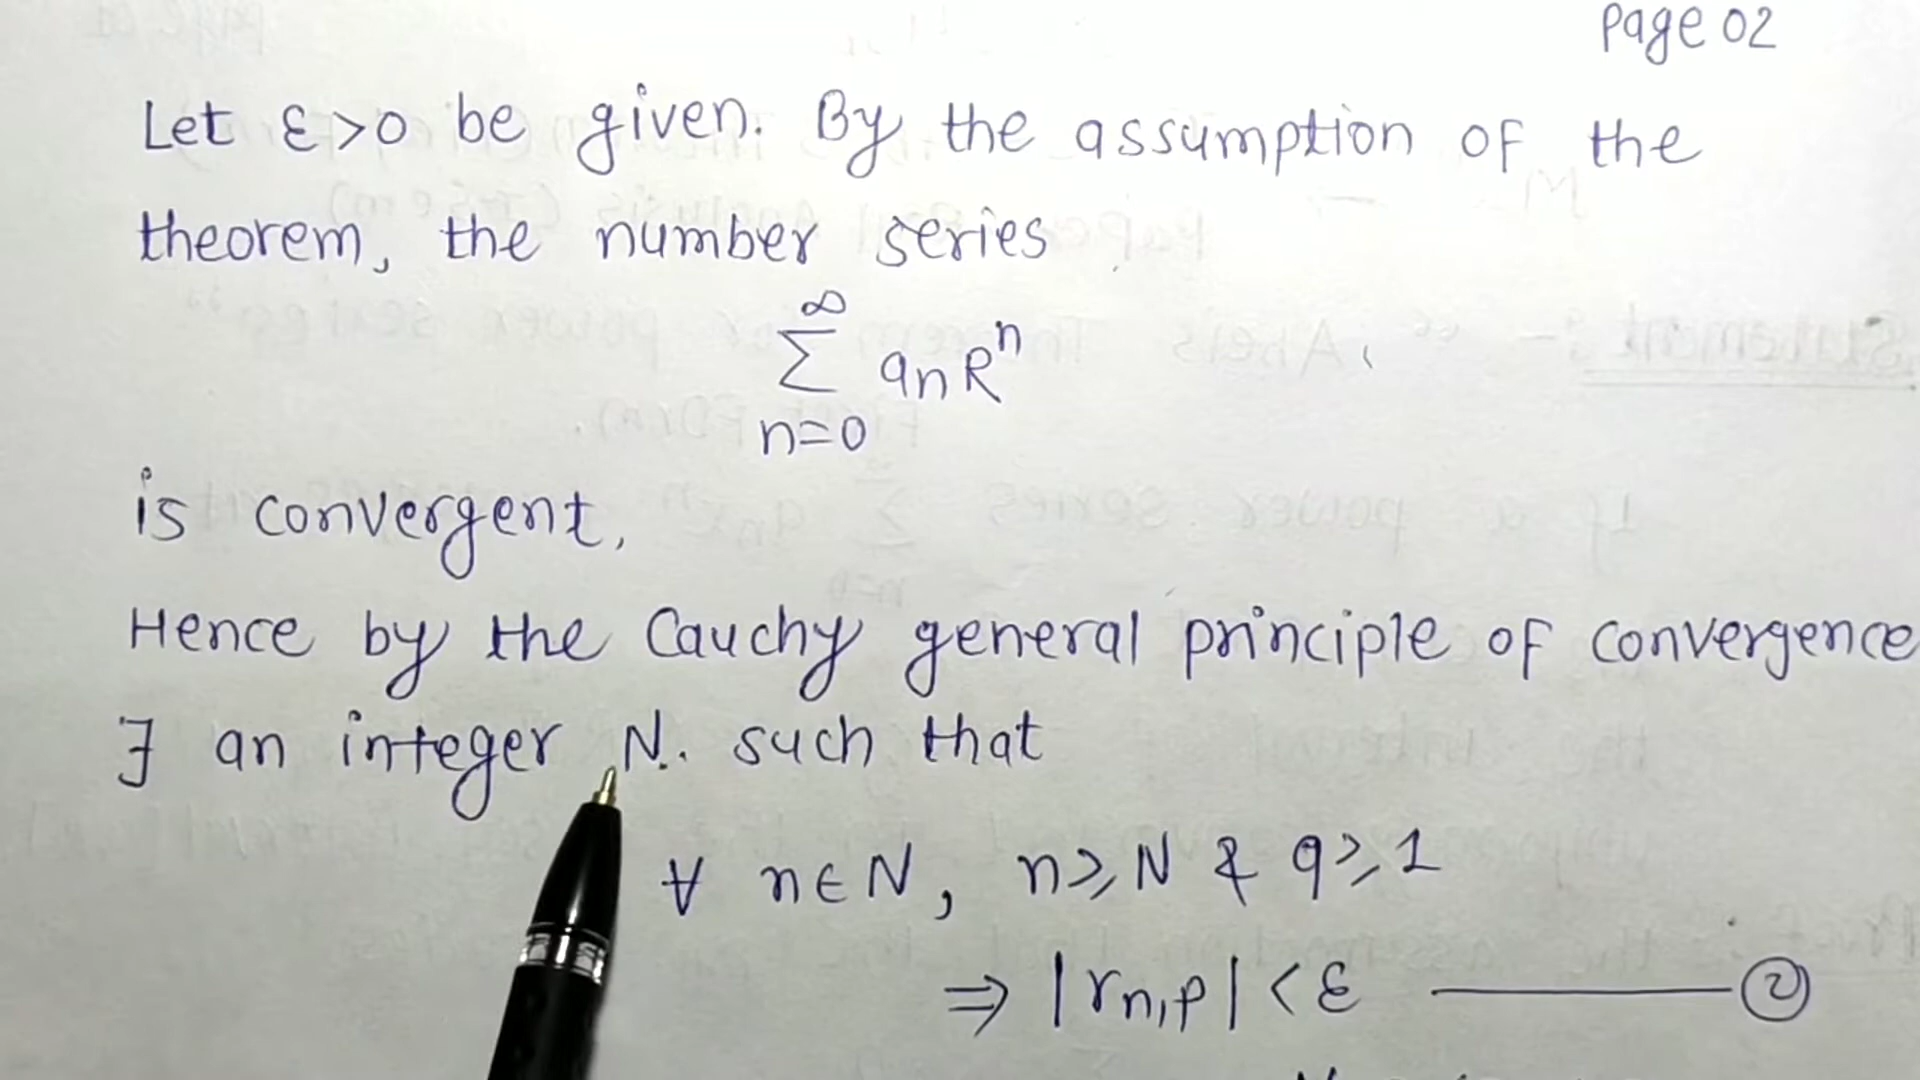 Page 02
Let ε>0 be given. By the assumption of the
theorem, the number series
∞
Σ aₙRⁿ
n=0
is convergent,
Hence by the Cauchy general principle of convergence
∃ an integer N. such that
∀ n∈N, n≥N & q≥1
⇒ |rₙ,ₚ| < ε ——— ②